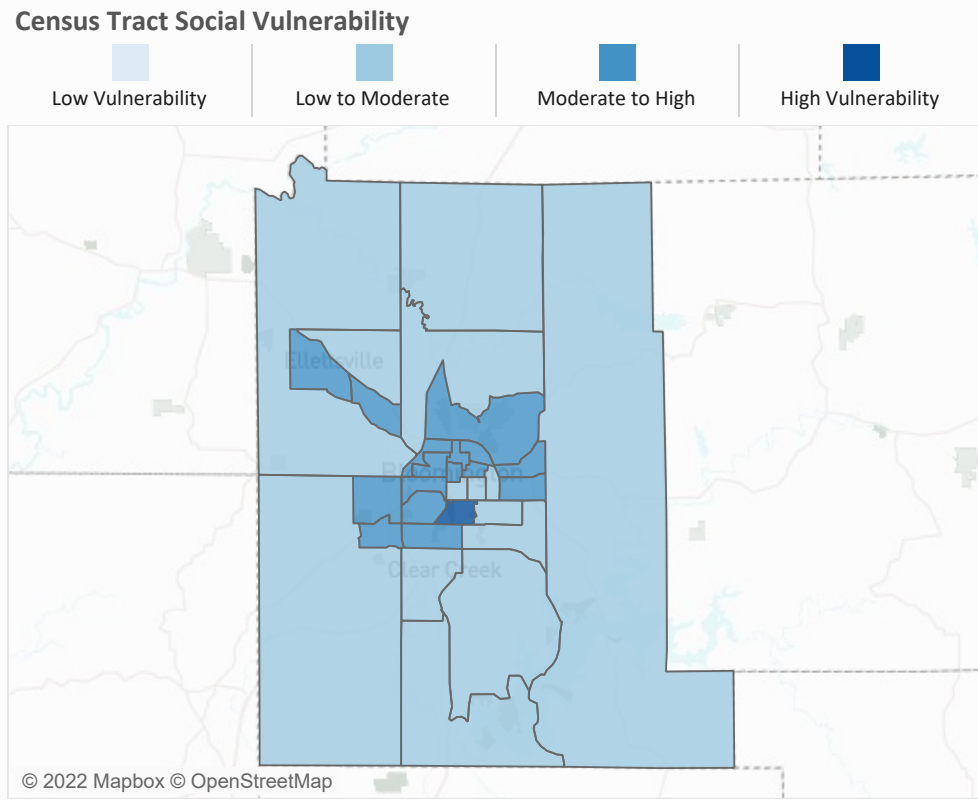 Census Tract Social Vulnerability
Low Vulnerability
Low to Moderate
Moderate to High
High Vulnerability
Ellettsville
Bloomington
Clear Creek
© 2022 Mapbox © OpenStreetMap